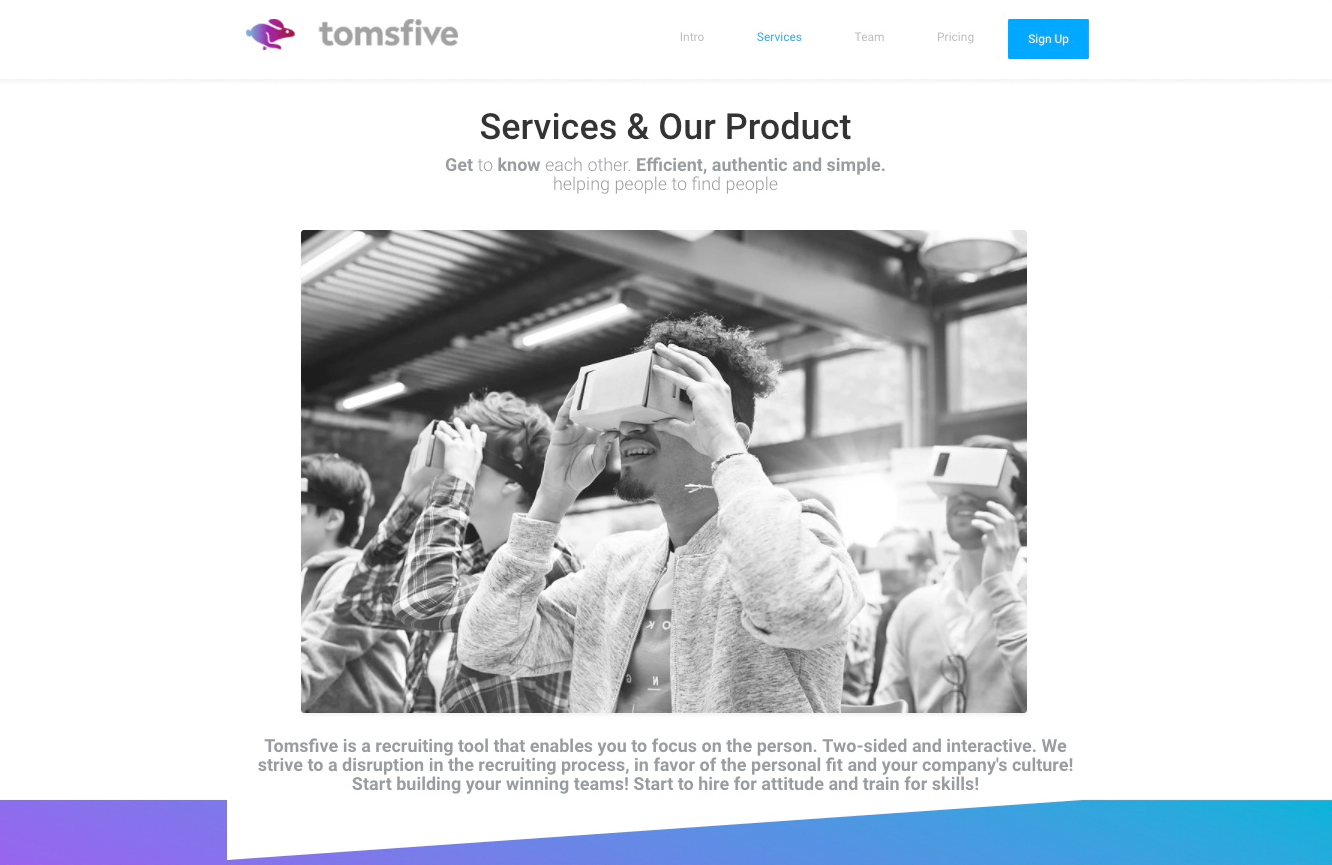 tomsfive
Intro
Services
Team
Pricing
Sign Up
Services & Our Product
Get to know each other. Efficient, authentic and simple.
helping people to find people
Tomsfive is a recruiting tool that enables you to focus on the person. Two-sided and interactive. We
strive to a disruption in the recruiting process, in favor of the personal fit and your company's culture!
Start building your winning teams! Start to hire for attitude and train for skills!